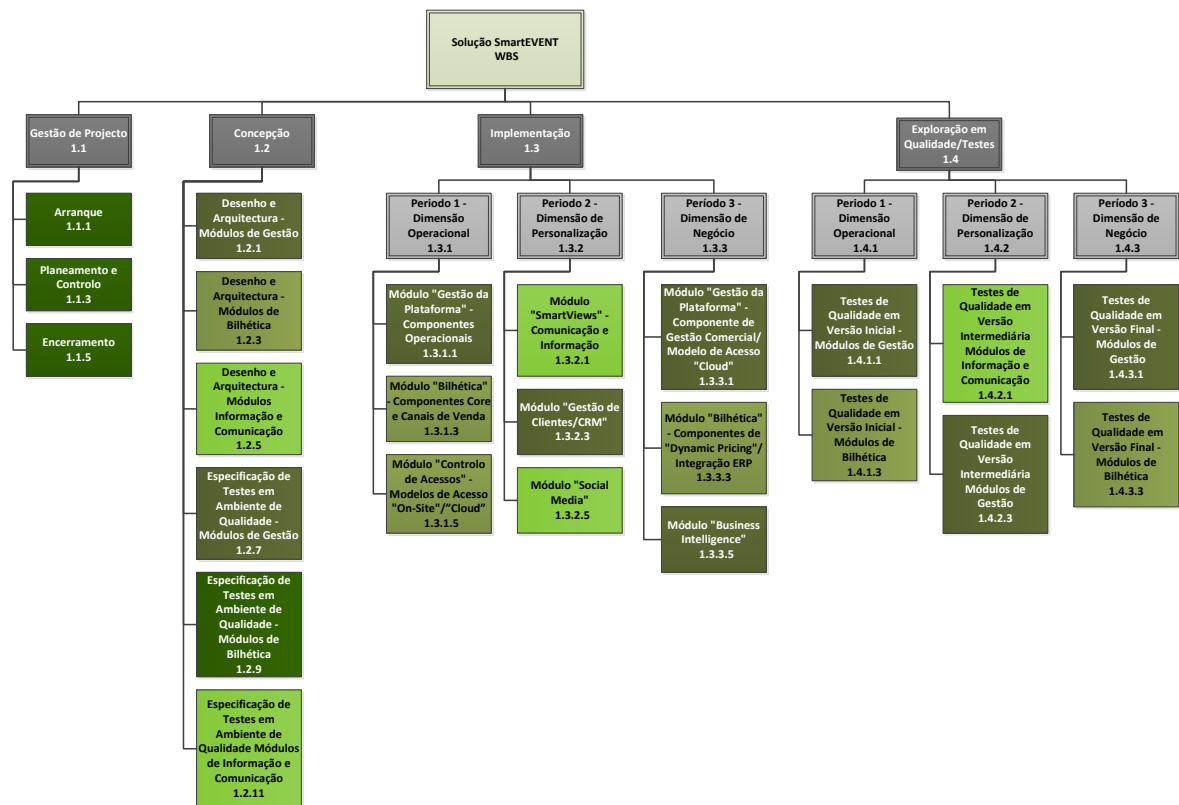 Solução SmartEVENT
WBS
Gestão de Projecto
1.1
Concepção
1.2
Implementação
1.3
Exploração em
Qualidade/Testes
1.4
Arranque
1.1.1
Planeamento e
Controlo
1.1.3
Encerramento
1.1.5
Desenho e
Arquitectura -
Módulos de Gestão
1.2.1
Desenho e
Arquitectura -
Módulos de
Bilhética
1.2.3
Desenho e
Arquitectura -
Módulos
Informação e
Comunicação
1.2.5
Especificação de
Testes em
Ambiente de
Qualidade -
Módulos de Gestão
1.2.7
Especificação de
Testes em
Ambiente de
Qualidade -
Módulos de
Bilhética
1.2.9
Especificação de
Testes em
Ambiente de
Qualidade Módulos
de Informação e
Comunicação
1.2.11
Periodo 1 -
Dimensão
Operacional
1.3.1
Módulo "Gestão da
Plataforma" -
Componentes
Operacionais
1.3.1.1
Módulo "Bilhética"
- Componentes Core
e Canais de Venda
1.3.1.3
Módulo "Controlo
de Acessos" -
Modelos de Acesso
"On-Site"/"Cloud"
1.3.1.5
Periodo 2 -
Dimensão de
Personalização
1.3.2
Módulo
"SmartViews" -
Comunicação e
Informação
1.3.2.1
Módulo "Gestão de
Clientes/CRM"
1.3.2.3
Módulo "Social
Media"
1.3.2.5
Período 3 -
Dimensão de
Negócio
1.3.3
Módulo "Gestão da
Plataforma" -
Componente de
Gestão Comercial/
Modelo de Acesso
"Cloud"
1.3.3.1
Módulo "Bilhética"
- Componentes de
"Dynamic Pricing"/
Integração ERP
1.3.3.3
Módulo "Business
Intelligence"
1.3.3.5
Periodo 1 -
Dimensão
Operacional
1.4.1
Testes de
Qualidade em
Versão Inicial -
Módulos de Gestão
1.4.1.1
Testes de
Qualidade em
Versão Inicial -
Módulos de
Bilhética
1.4.1.3
Periodo 2 -
Dimensão de
Personalização
1.4.2
Testes de
Qualidade em
Versão
Intermediária
Módulos de
Informação e
Comunicação
1.4.2.1
Testes de
Qualidade em
Versão
Intermediária
Módulos de
Gestão
1.4.2.3
Período 3 -
Dimensão de
Negócio
1.4.3
Testes de
Qualidade em
Versão Final -
Módulos de
Gestão
1.4.3.1
Testes de
Qualidade em
Versão Final -
Módulos de
Bilhética
1.4.3.3